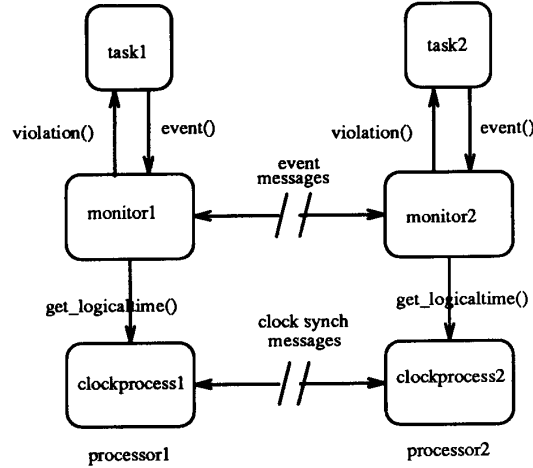 task1
task2
violation()
event()
violation()
event()
event
messages
monitor1
monitor2
get_logicaltime()
get_logicaltime()
clock synch
messages
clockprocess1
clockprocess2
processor1
processor2